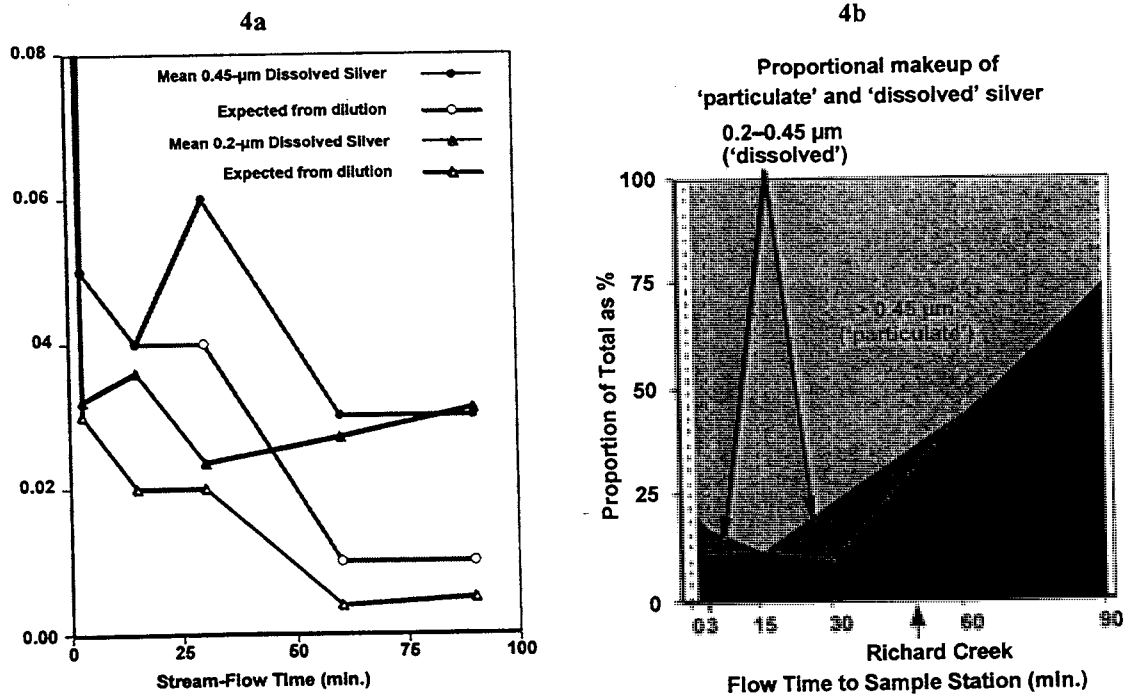 4a
0.08
0.06
04
0.02
0.00
Mean 0.45-µm Dissolved Silver
Expected from dilution
Mean 0.2-µm Dissolved Silver
Expected from dilution
0
25
50
75
100
Stream-Flow Time (min.)
4b
Proportional makeup of
'particulate' and 'dissolved' silver
0.2–0.45 µm
('dissolved')
100
75
50
25
0
Proportion of Total as %
> 0.45 µm
('particulate')
03
15
30
60
90
Richard Creek
Flow Time to Sample Station (min.)